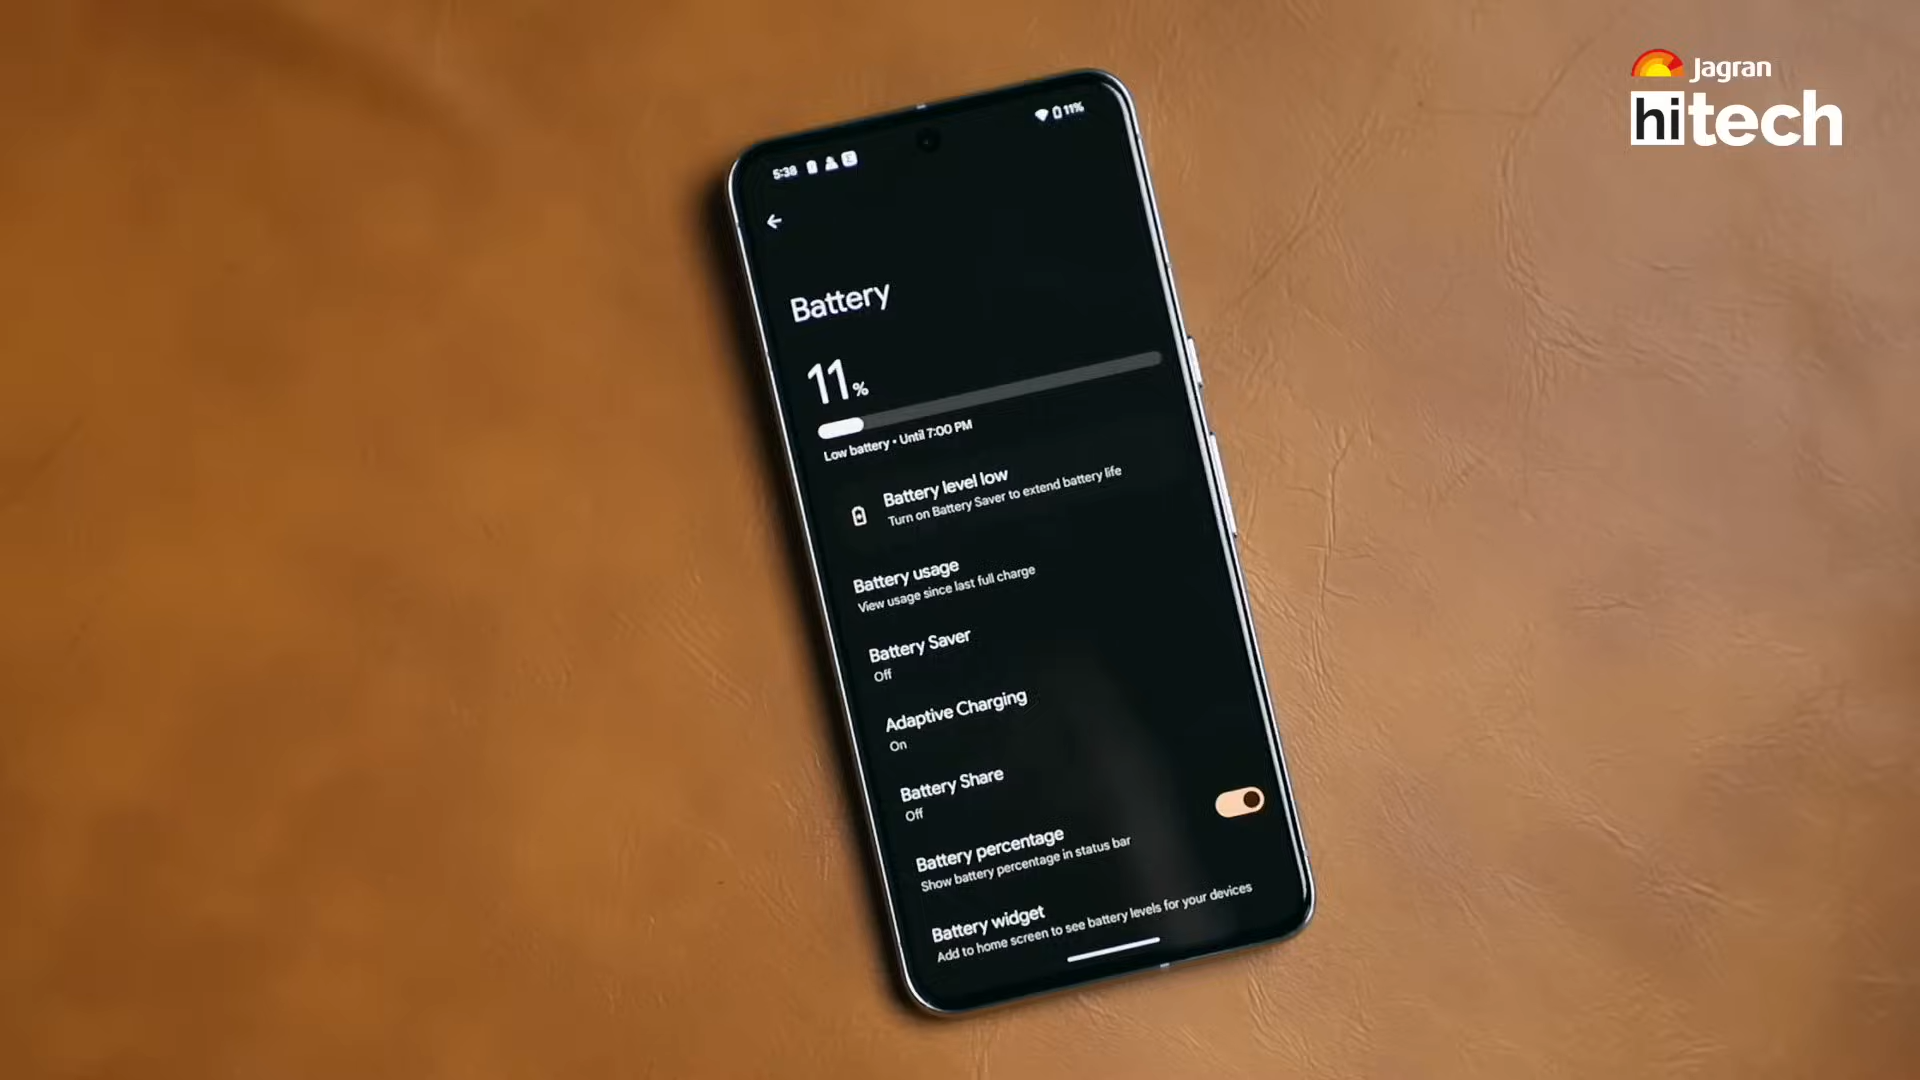 Jagran
hitech
5:38
11%
Battery
11%
Low battery • Until 7:00 PM
Battery level low
Turn on Battery Saver to extend battery life
Battery usage
View usage since last full charge
Battery Saver
Off
Adaptive Charging
On
Battery Share
Off
Battery percentage
Show battery percentage in status bar
Battery widget
Add to home screen to see battery levels for your devices